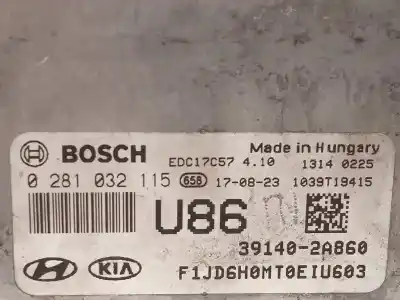 BOSCH EDC17C57 4.10 Made in Hungary
1314 0225
0 281 032 115 658 17-08-23 1039T19415
U86
39140-2A860
KIA F1JD6H0MT0EIU603